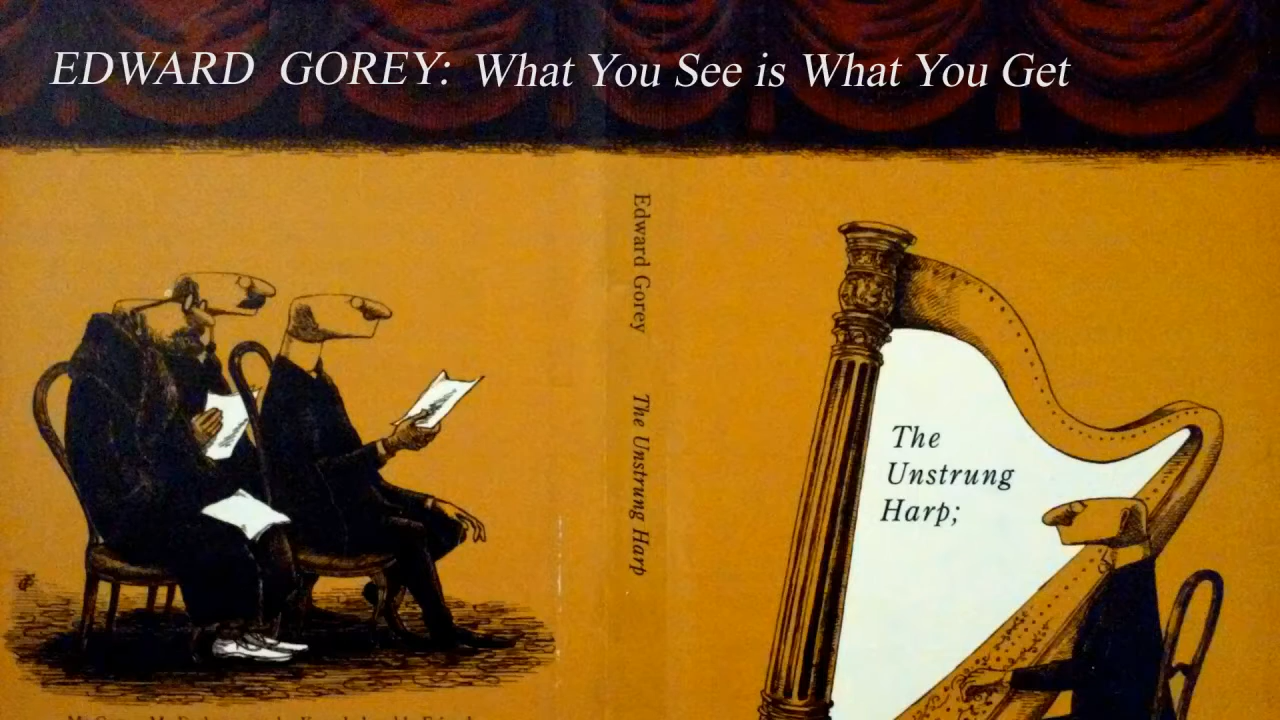 EDWARD GOREY: What You See is What You Get
Edward Gorey The Unstrung Harp
The
Unstrung
Harp;